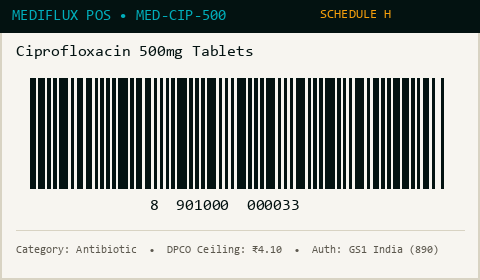 MEDIFLUX POS • MED-CIP-500 SCHEDULE H
Ciprofloxacin 500mg Tablets
8 901000 000033
Category: Antibiotic • DPCO Ceiling: ₹4.10 • Auth: GS1 India (890)